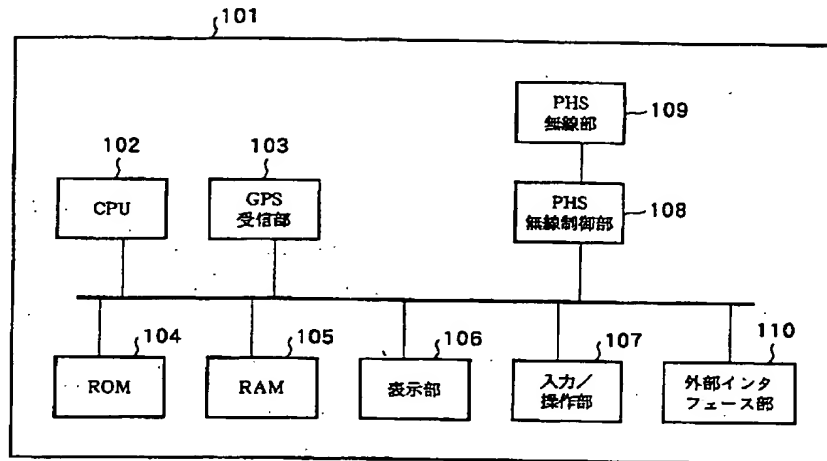 101
PHS
無線部
109
102
103
CPU
GPS
受信部
PHS
無線制御部
108
104
105
106
107
110
ROM
RAM
表示部
入力/
操作部
外部インタ
フェース部